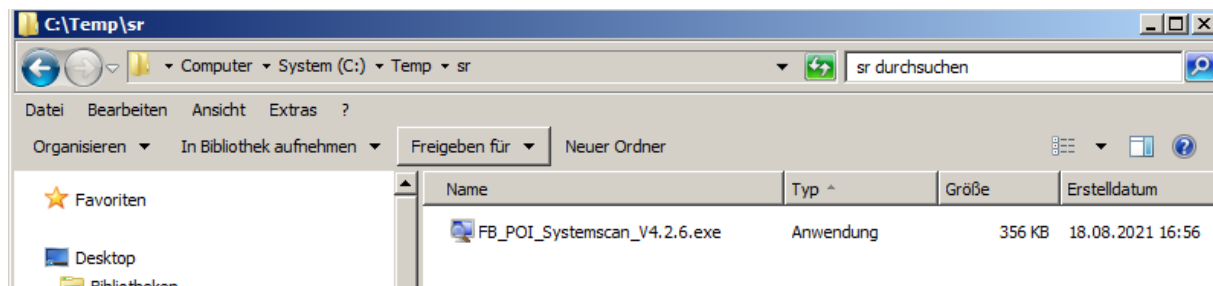 C:\Temp\sr
Computer System (C:) Temp sr sr durchsuchen
Datei Bearbeiten Ansicht Extras ?
Organisieren In Bibliothek aufnehmen Freigeben für Neuer Ordner
Favoriten Name Typ Größe Erstelldatum
FB_POI_Systemscan_V4.2.6.exe Anwendung 356 KB 18.08.2021 16:56
Desktop
Bibliotheken